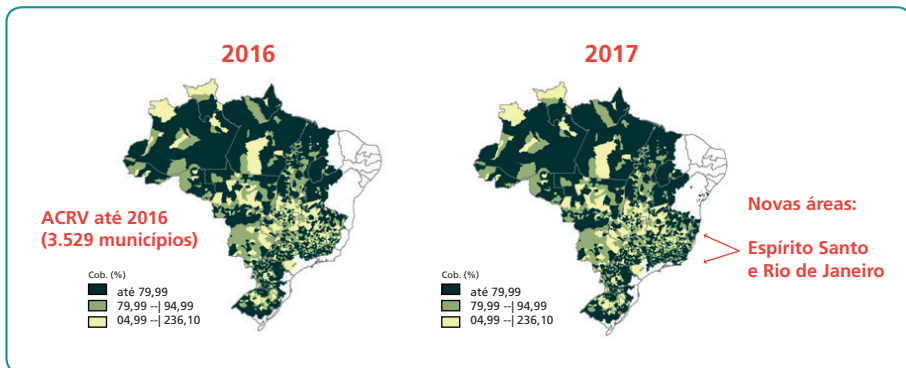 2016
2017
ACRV até 2016
(3.529 municípios)
Novas áreas:
Espírito Santo
e Rio de Janeiro
Cob. (%)
até 79,99
79,99 --| 94,99
04,99 --| 236,10
Cob. (%)
até 79,99
79,99 --| 94,99
04,99 --| 236,10